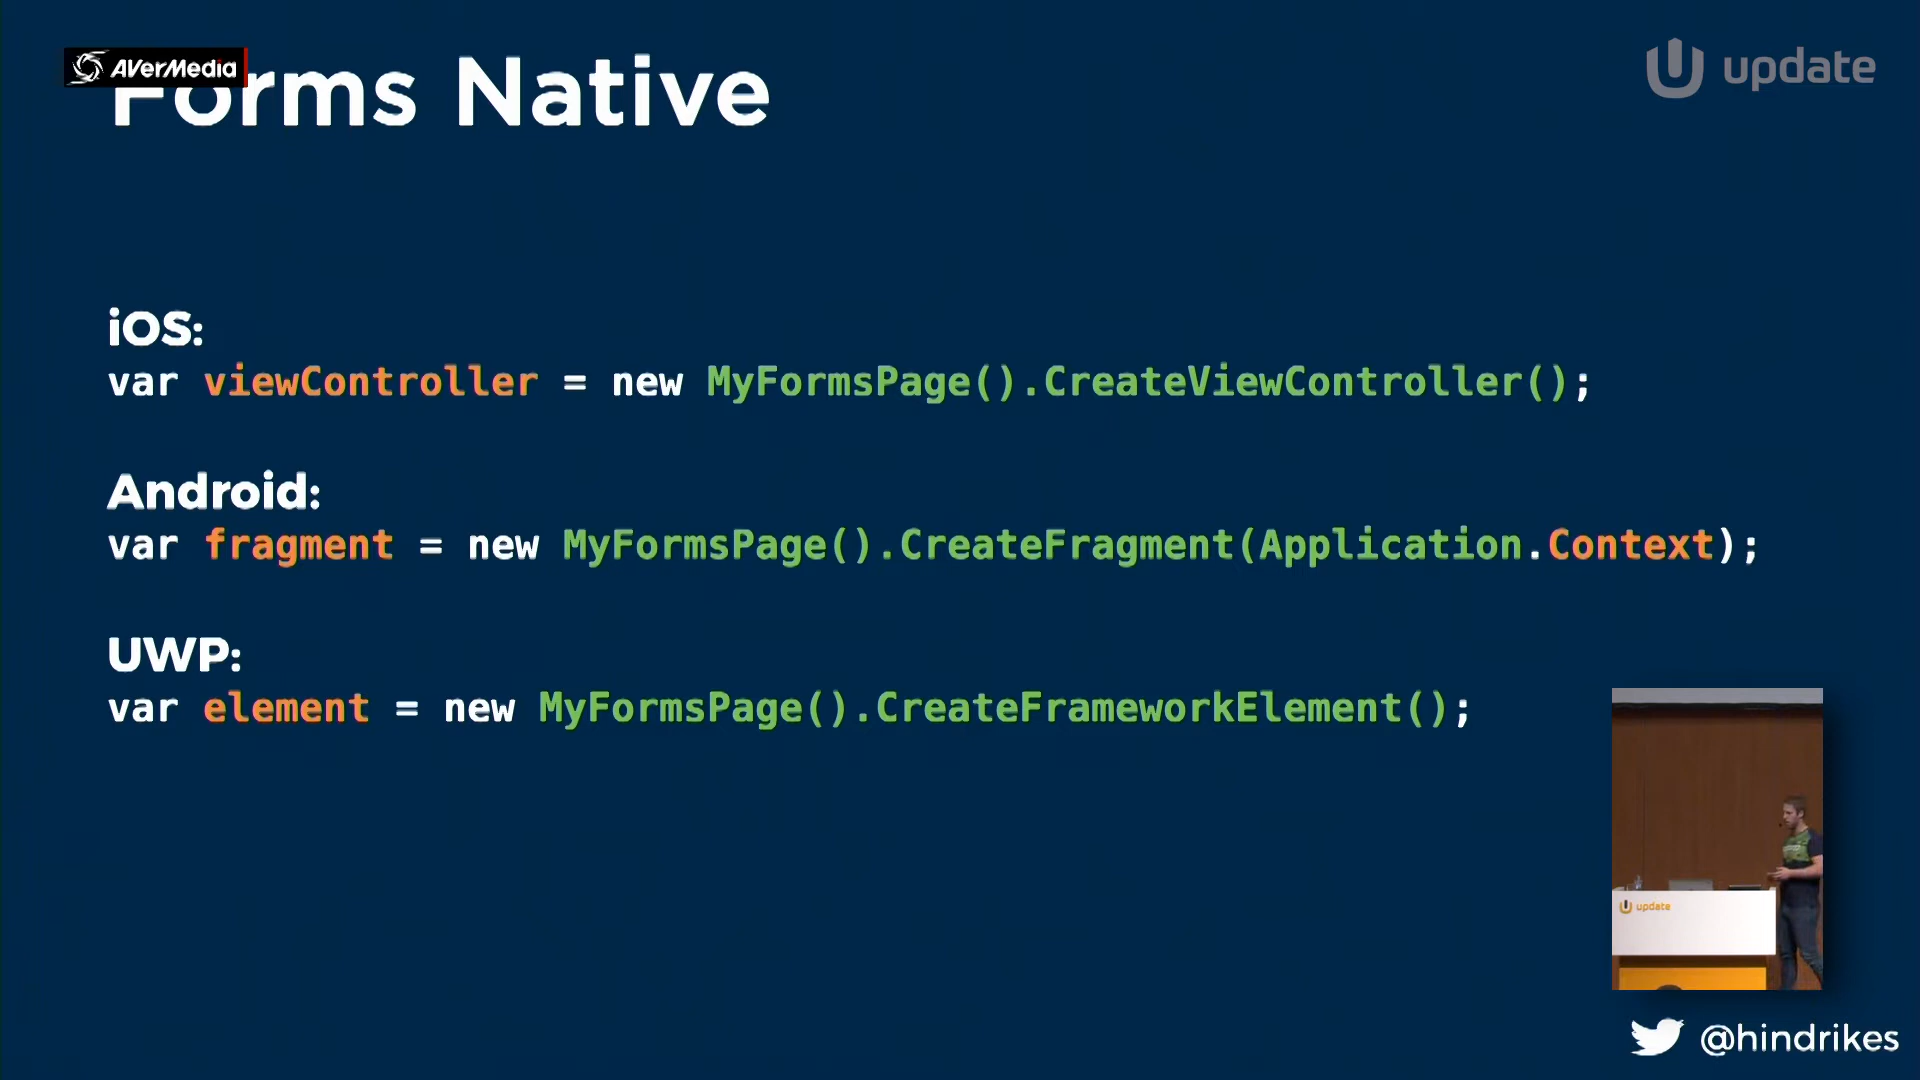 AVerMedia
Forms Native
update
iOS:
var viewController = new MyFormsPage().CreateViewController();
Android:
var fragment = new MyFormsPage().CreateFragment(Application.Context);
UWP:
var element = new MyFormsPage().CreateFrameworkElement();
update
@hindrikes